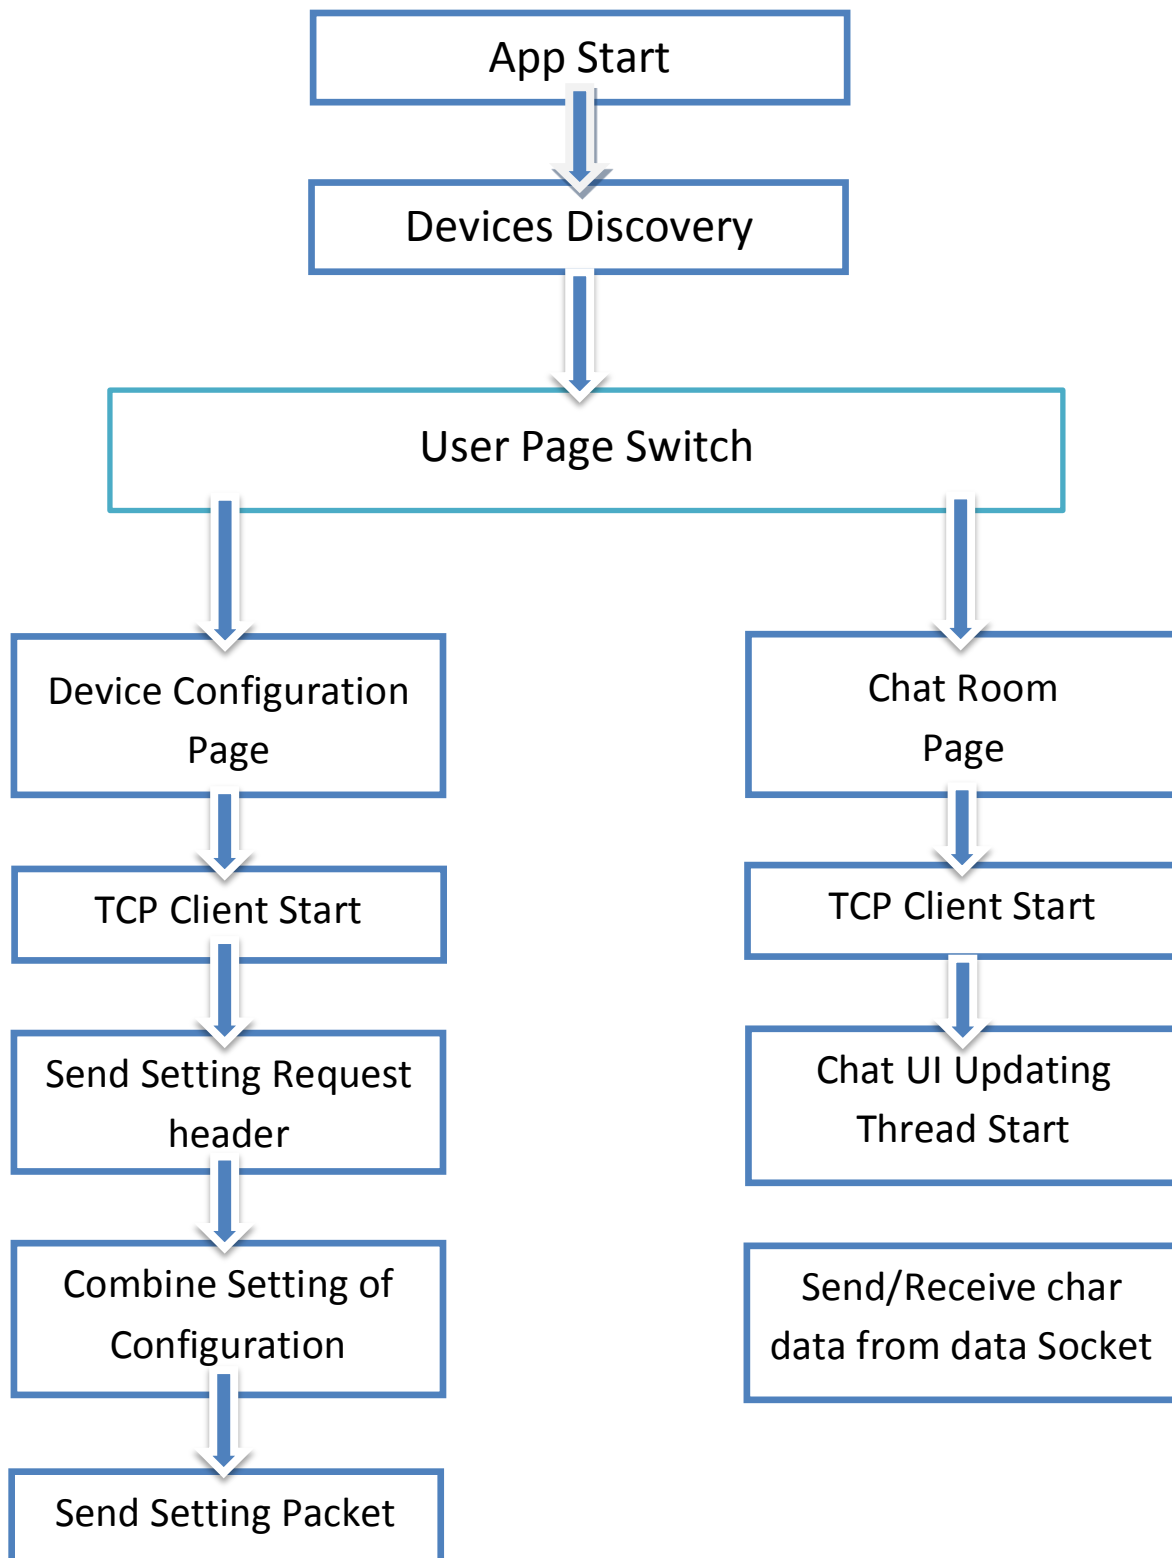 App Start
Devices Discovery
User Page Switch
Device Configuration
Page
TCP Client Start
Send Setting Request
header
Combine Setting of
Configuration
Send Setting Packet
Chat Room
Page
TCP Client Start
Chat UI Updating
Thread Start
Send/Receive char
data from data Socket